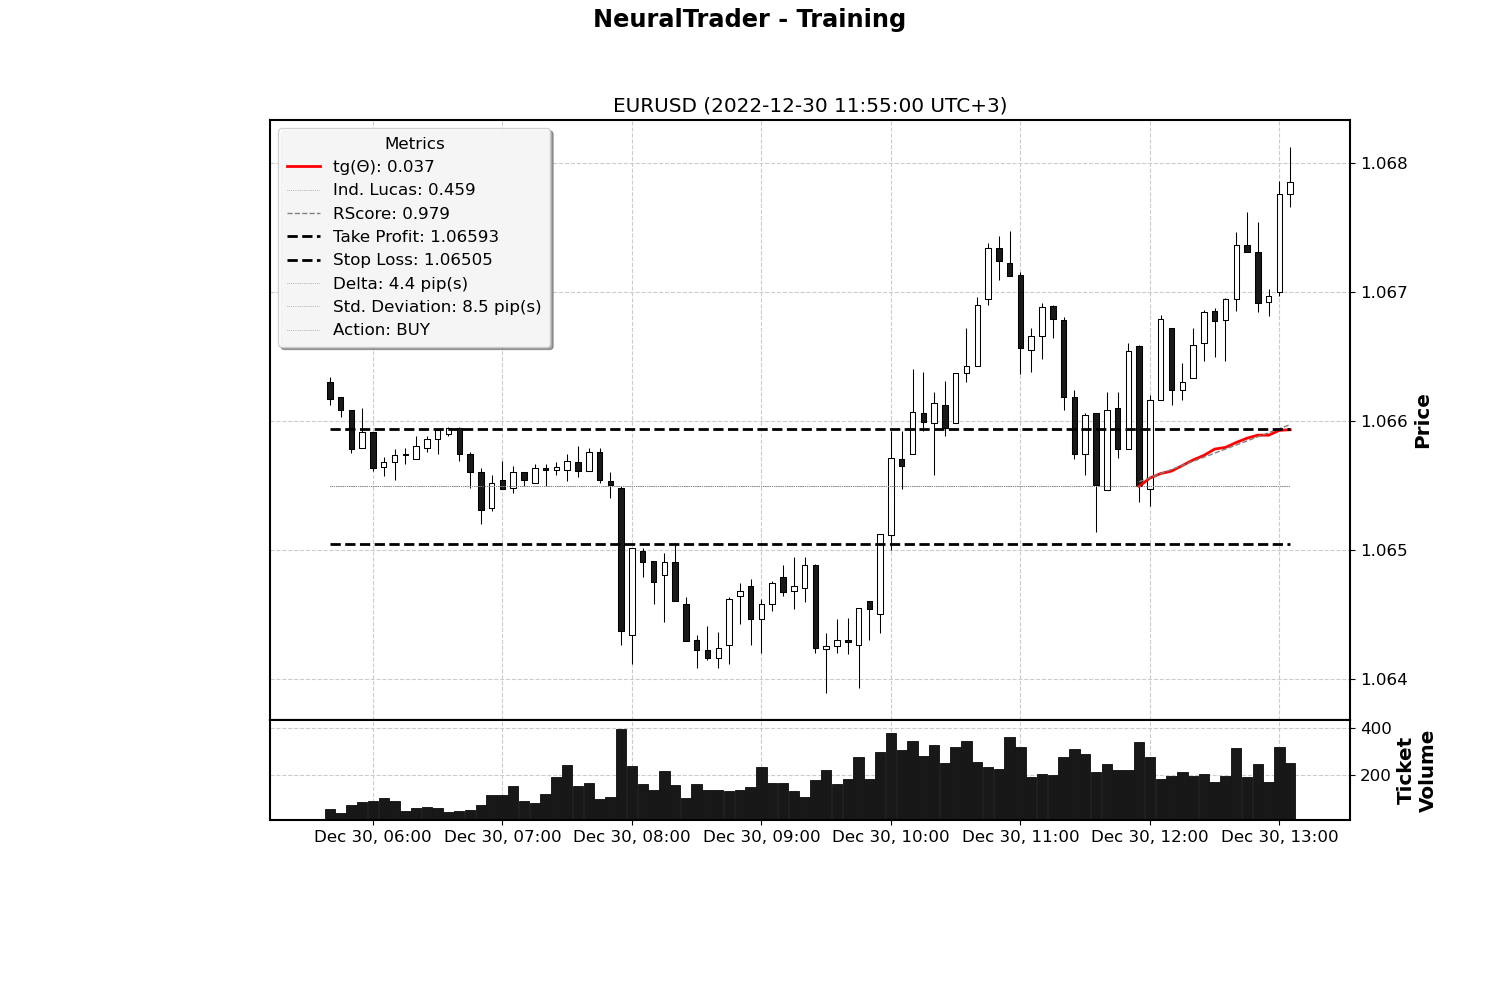 NeuralTrader - Training
EURUSD (2022-12-30 11:55:00 UTC+3)
Metrics
tg(Θ): 0.037
Ind. Lucas: 0.459
RScore: 0.979
Take Profit: 1.06593
Stop Loss: 1.06505
Delta: 4.4 pip(s)
Std. Deviation: 8.5 pip(s)
Action: BUY
1.068
1.067
1.066
1.065
1.064
Price
400
200
Ticket
Volume
Dec 30, 06:00
Dec 30, 07:00
Dec 30, 08:00
Dec 30, 09:00
Dec 30, 10:00
Dec 30, 11:00
Dec 30, 12:00
Dec 30, 13:00